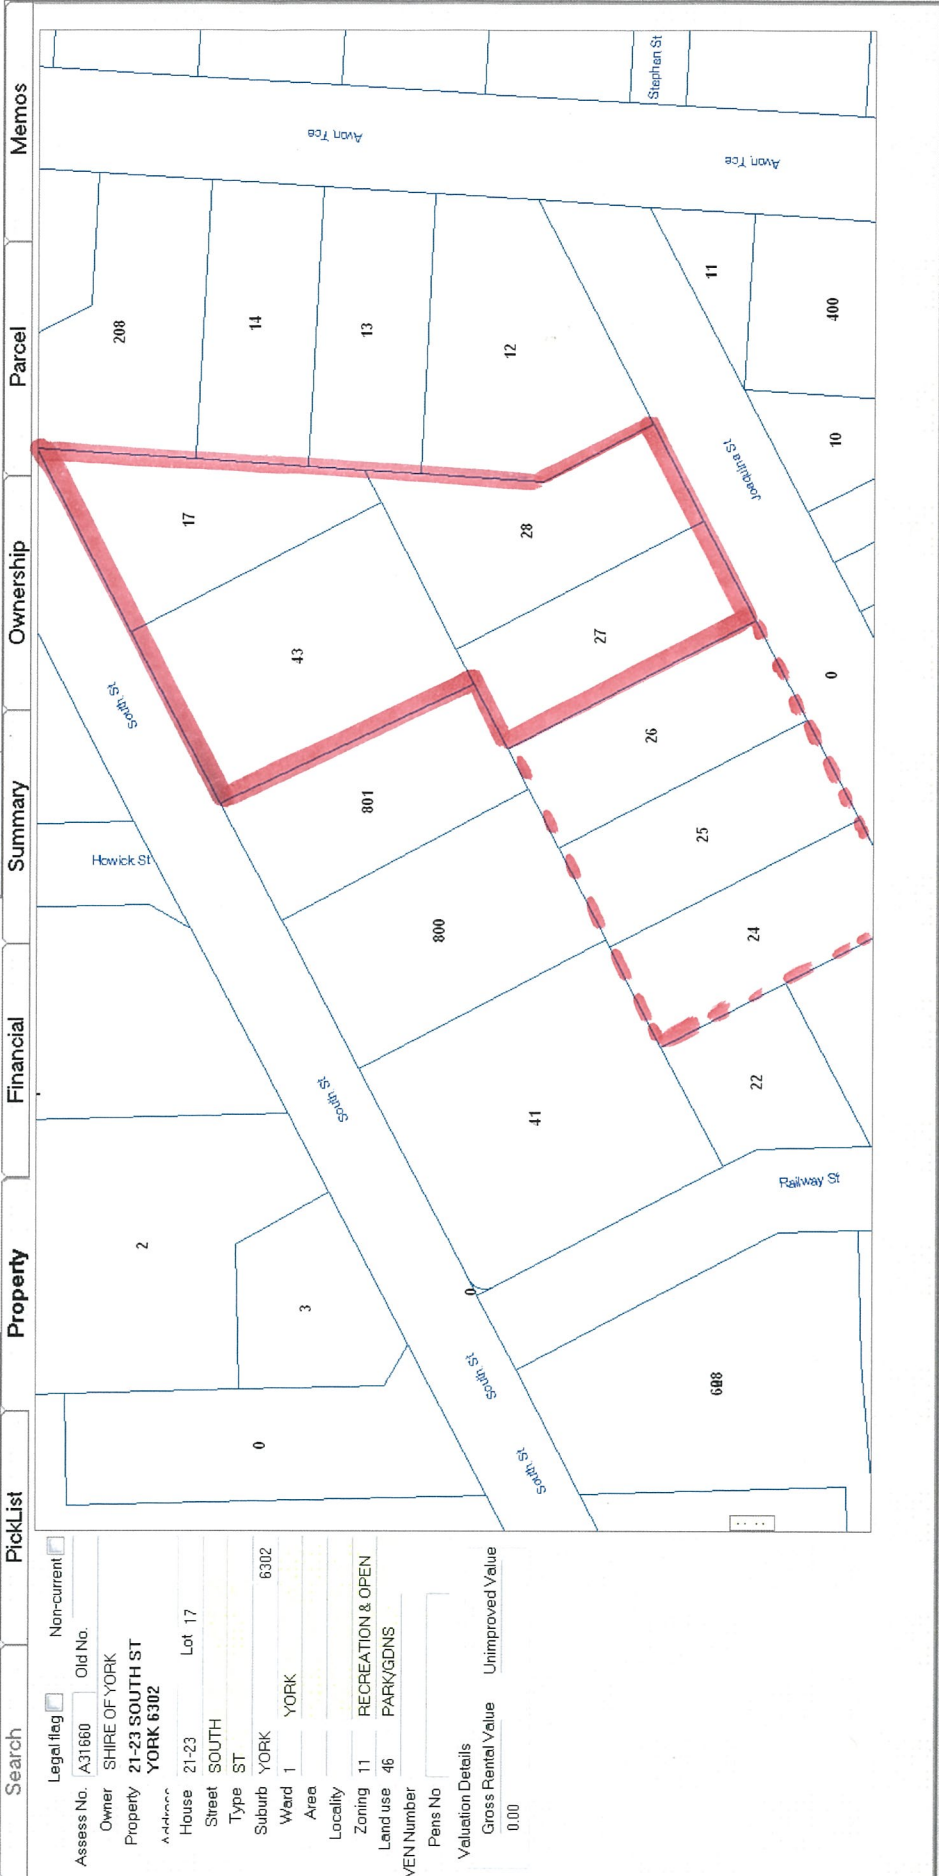 Search PickList Property Financial Summary Ownership Parcel Memos
Legal flag Non-current
Assess No. A31660 Old No.
Owner SHIRE OF YORK
Property 21-23 SOUTH ST
YORK 6302
House 21-23 Lot 17
Street SOUTH
Type ST
Suburb YORK 6302
Ward 1 YORK
Area
Locality
Zoning 11 RECREATION & OPEN
Land use 46 PARK/GDNS
VEN Number
Pens No
Valuation Details
Gross Rental Value Unimproved Value
0.00
2
3
0
South St
South St
South St
South St
Howick St
0
608
Railway St
41
22
800
801
24
25
26
0
43
17
27
28
Joaquina St
208
14
13
12
10
11
400
Avon Tce
Avon Tce
Stephen St